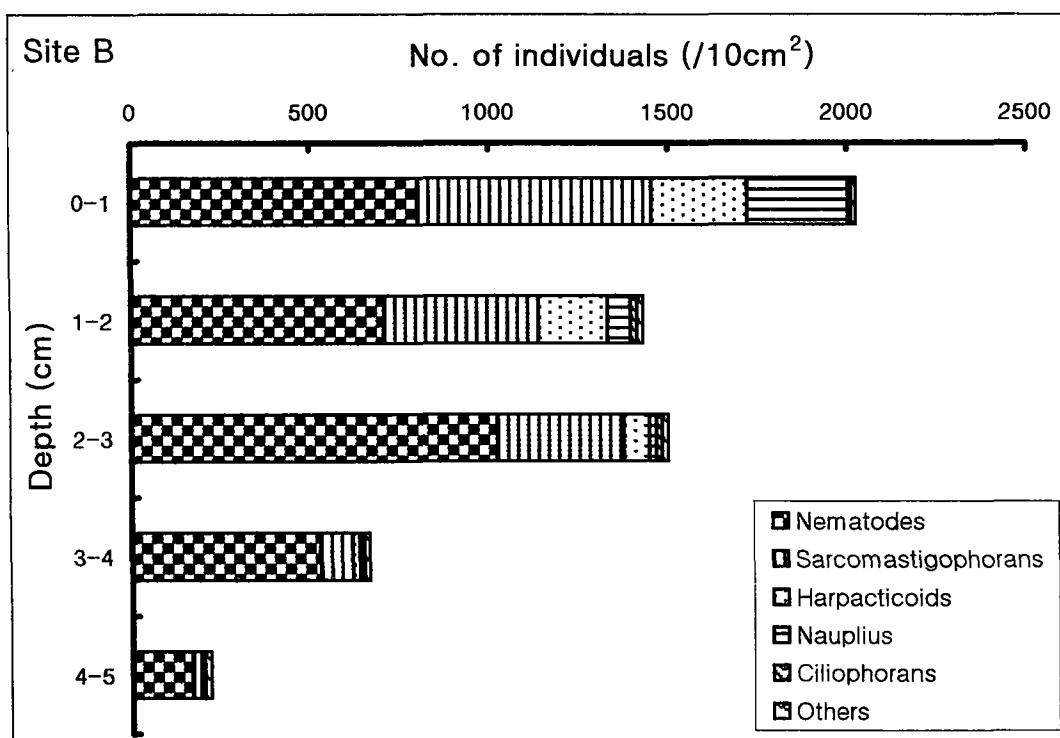 Site B
No. of individuals (/10cm²)
0 500 1000 1500 2000 2500
Depth (cm)
0-1
1-2
2-3
3-4
4-5
Nematodes
Sarcomastigophorans
Harpacticoids
Nauplius
Ciliophorans
Others